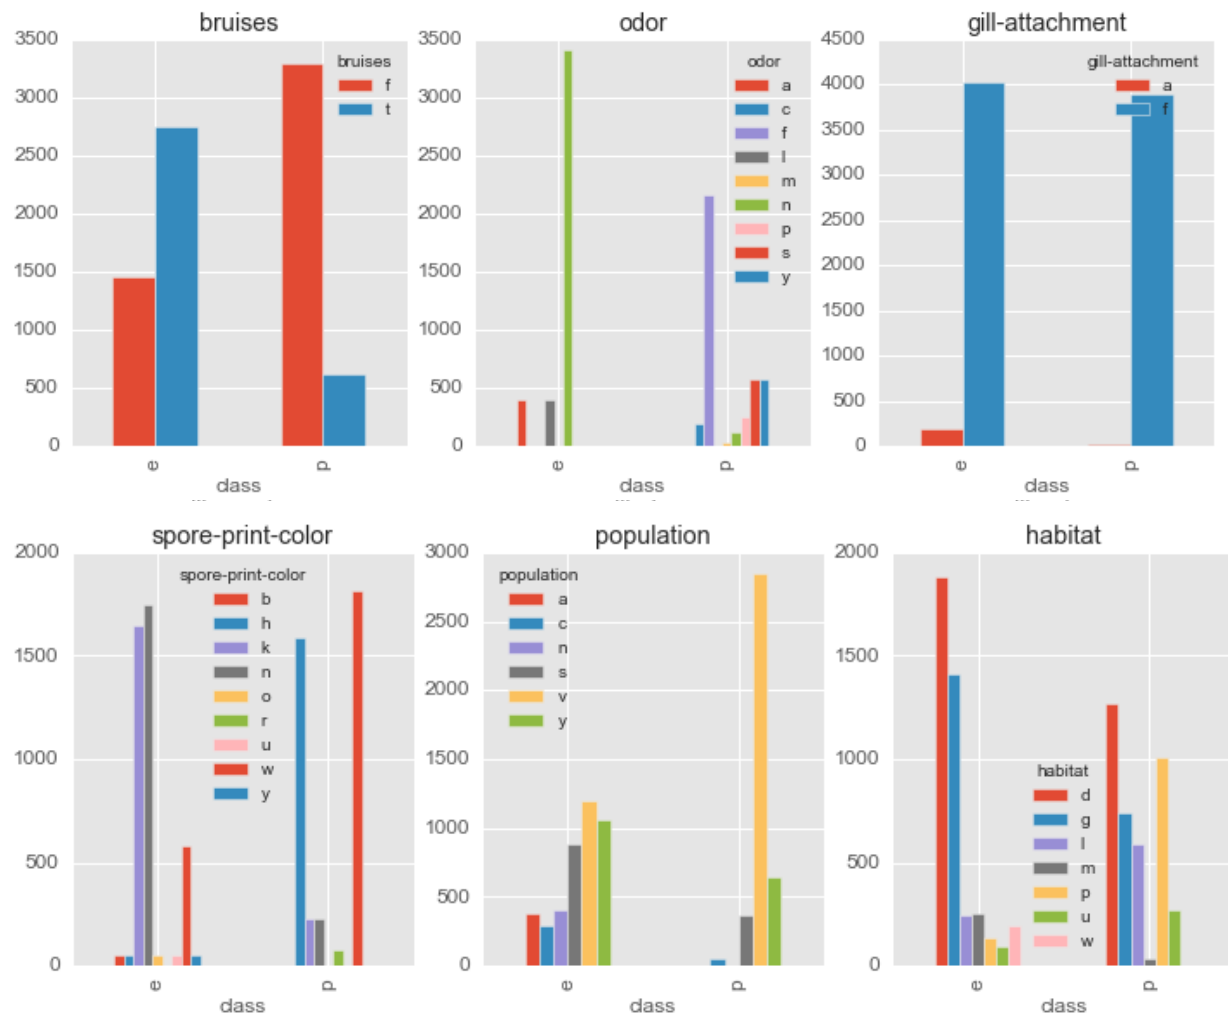 bruises
3500
3000
2500
2000
1500
1000
500
0
bruises
f
t
e
p
class
odor
3500
3000
2500
2000
1500
1000
500
0
odor
a
c
f
l
m
n
p
s
y
e
p
class
gill-attachment
4500
4000
3500
3000
2500
2000
1500
1000
500
0
gill-attachment
a
f
e
p
class
spore-print-color
2000
1500
1000
500
0
spore-print-color
b
h
k
n
o
r
u
w
y
e
p
class
population
3000
2500
2000
1500
1000
500
0
population
a
c
n
s
v
y
e
p
class
habitat
2000
1500
1000
500
0
habitat
d
g
l
m
p
u
w
e
p
class